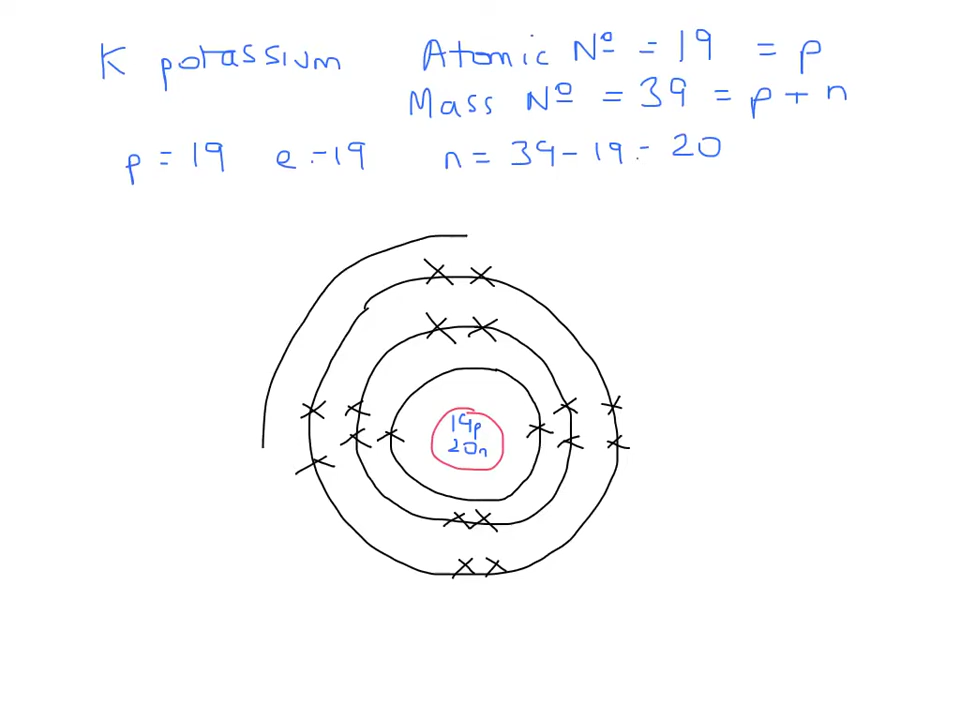 K potassium Atomic Nº = 19 = p
Mass Nº = 39 = p + n
p = 19 e = 19 n = 39 - 19 = 20
19p
20n